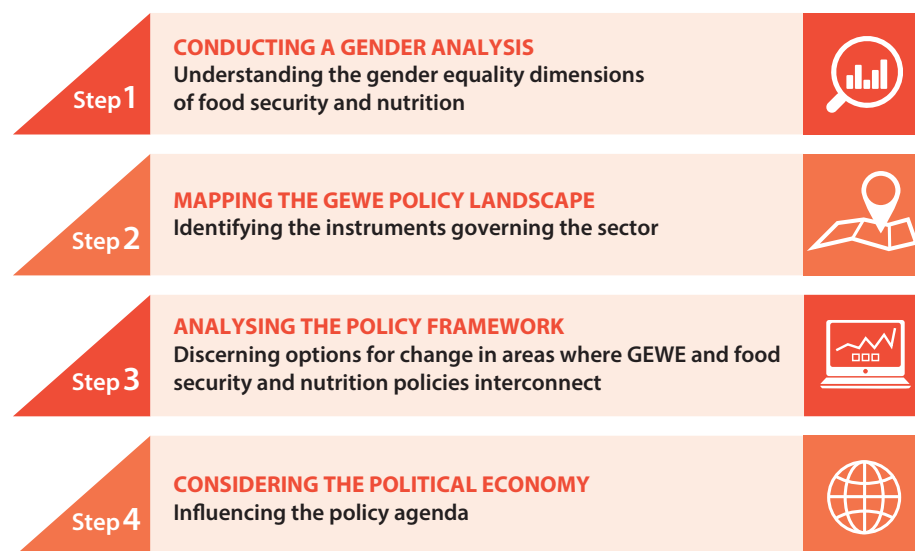 Step 1
CONDUCTING A GENDER ANALYSIS
Understanding the gender equality dimensions
of food security and nutrition
Step 2
MAPPING THE GEWE POLICY LANDSCAPE
Identifying the instruments governing the sector
Step 3
ANALYSING THE POLICY FRAMEWORK
Discerning options for change in areas where GEWE and food
security and nutrition policies interconnect
Step 4
CONSIDERING THE POLITICAL ECONOMY
Influencing the policy agenda